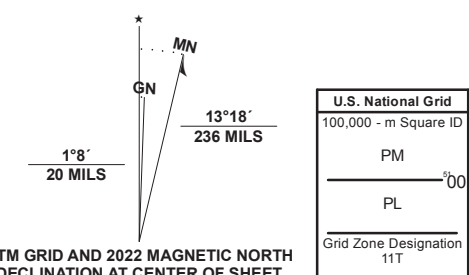 ★
MN
GN
13°18´
236 MILS
1°8´
20 MILS
TM GRID AND 2022 MAGNETIC NORTH
DECLINATION AT CENTER OF SHEET
U.S. National Grid
100,000 - m Square ID
PM
5100
PL
Grid Zone Designation
11T